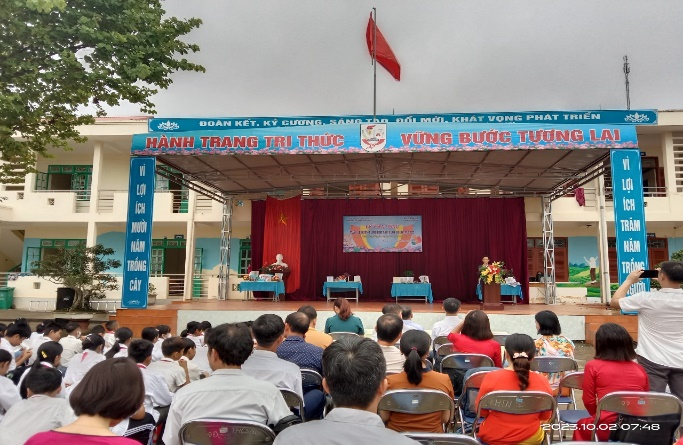 ĐOÀN KẾT, KỶ CƯƠNG, SÁNG TẠO, ĐỔI MỚI, KHÁT VỌNG PHÁT TRIỂN
HÀNH TRANG TRI THỨC
VỮNG BƯỚC TƯƠNG LAI
VÌ
LỢI
ÍCH
MƯỜI
NĂM
TRỒNG
CÂY
VÌ
LỢI
ÍCH
TRĂM
NĂM
TRỒNG
NGƯỜI
2023.10.02 07:48